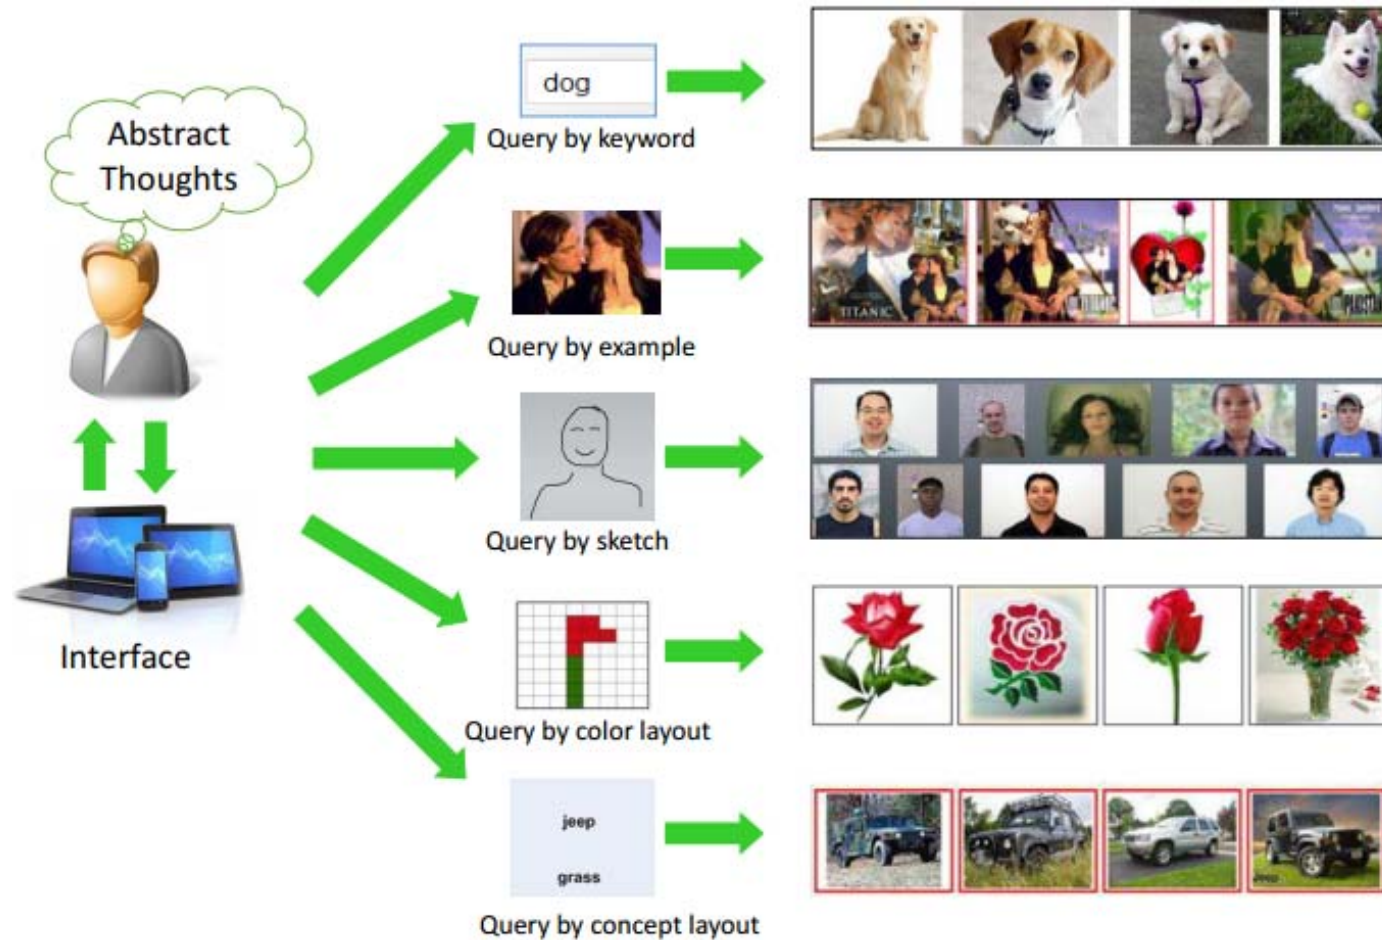 Abstract
Thoughts
Interface
dog
Query by keyword
Query by example
TITANIC
Query by sketch
Query by color layout
jeep
grass
Query by concept layout